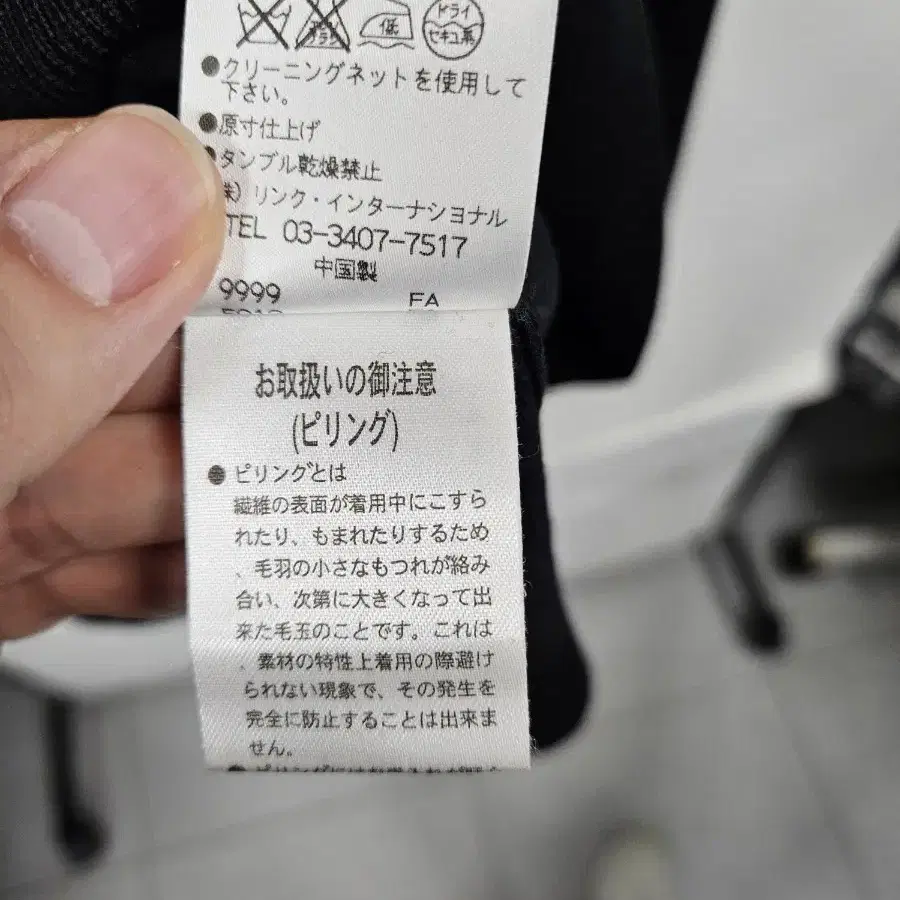 低
ドライ
セキユ系
●クリーニングネットを使用して
下さい。
●原寸仕上げ
タンブル乾燥禁止
株）リンク・インターナショナル
TEL 03-3407-7517
中国製
9999 FA
お取扱いの御注意
(ピリング)
● ピリングとは
繊維の表面が着用中にこすら
れたり、もまれたりするため
、毛羽の小さなもつれが絡み
合い、次第に大きくなって出
来た毛玉のことです。これは
、素材の特性上着用の際避け
られない現象で、その発生を
完全に防止することは出来ま
せん。